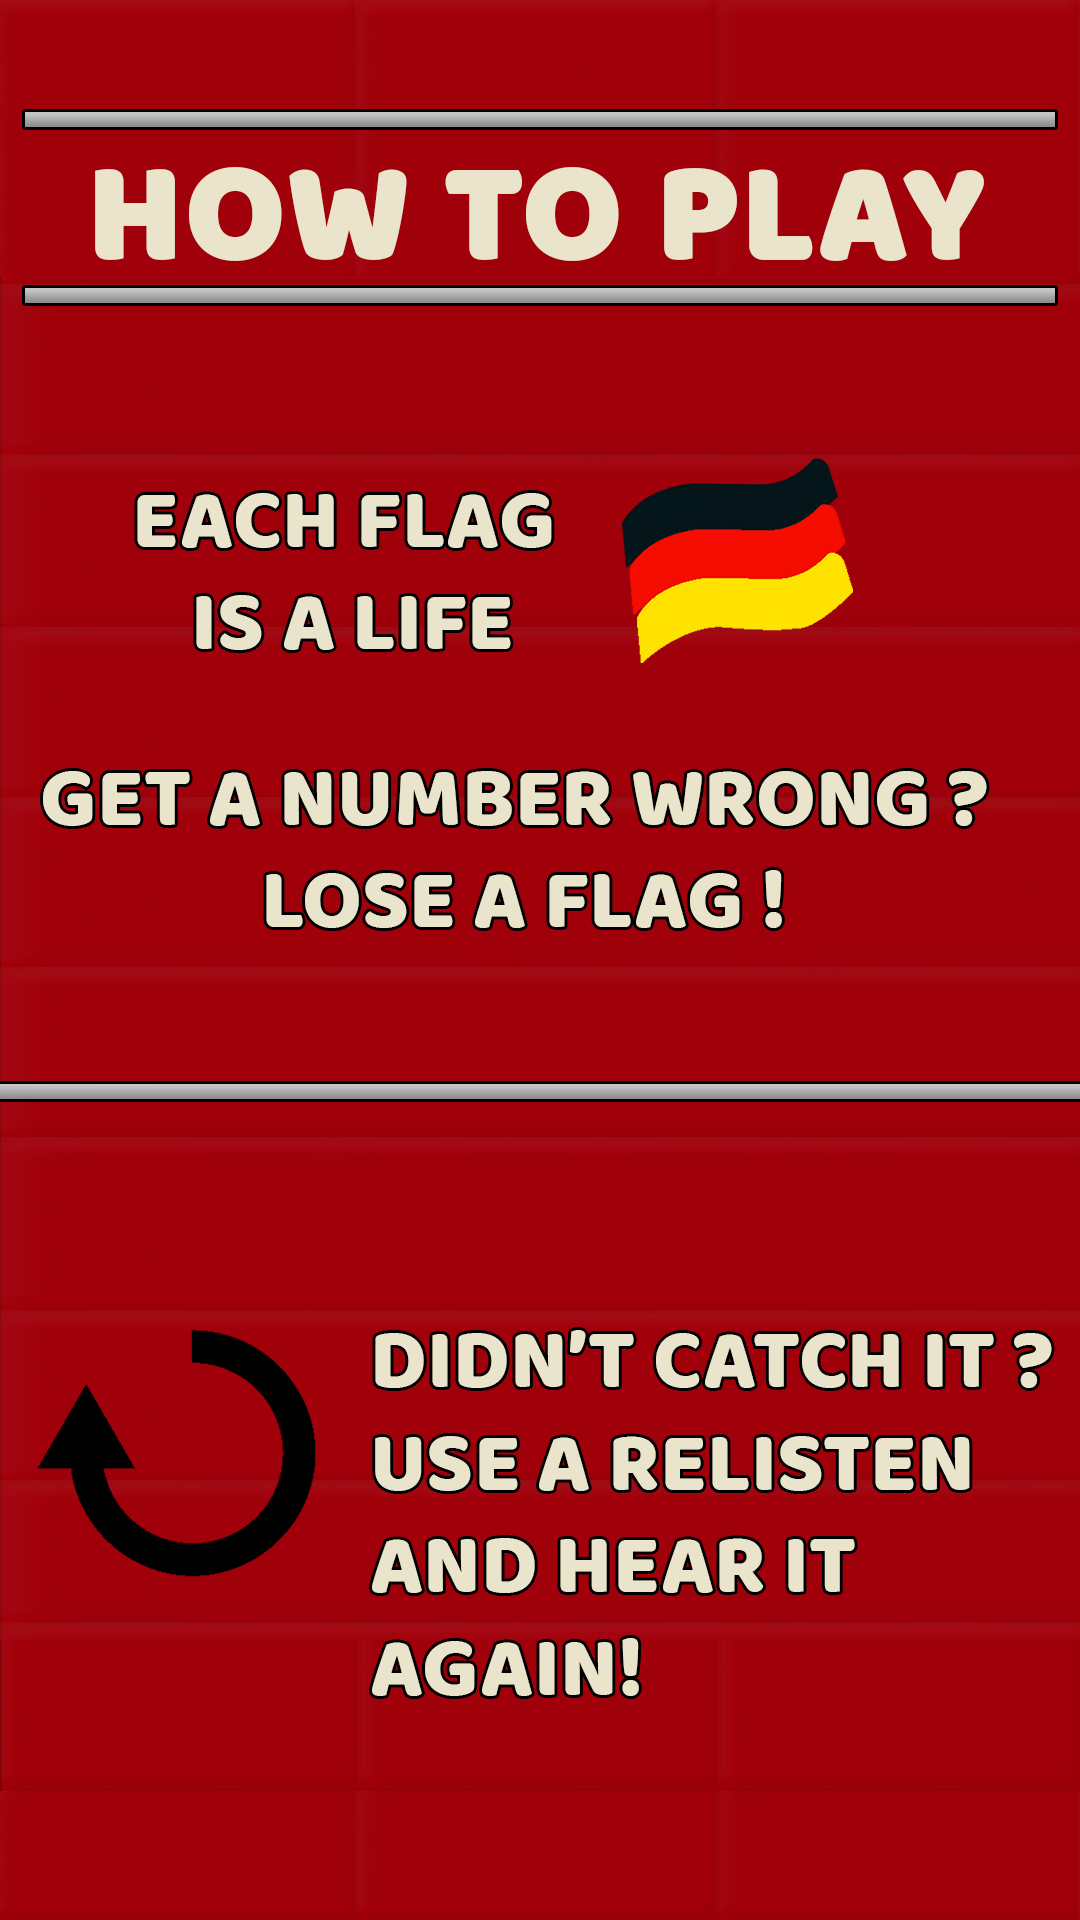 HOW TO PLAY
EACH FLAG
IS A LIFE
GET A NUMBER WRONG ?
LOSE A FLAG !
DIDN'T CATCH IT ?
USE A RELISTEN
AND HEAR IT
AGAIN!